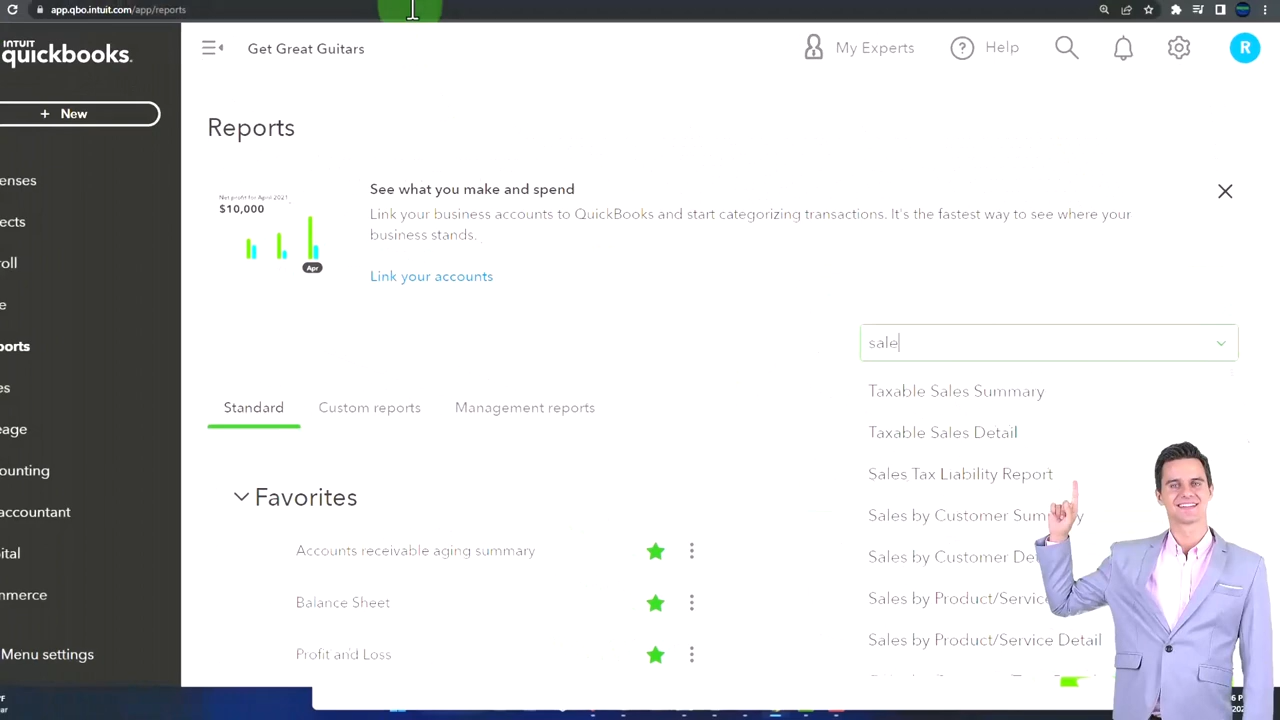 app.qbo.intuit.com/app/reports
INTUIT
quickbooks.
Get Great Guitars
My Experts
Help
R
+ New
enses
ects
roll
e
orts
es
eage
ounting
accountant
ital
mmerce
Menu settings
Reports
Net profit for April 2021
$10,000
Apr
See what you make and spend
Link your business accounts to QuickBooks and start categorizing transactions. It's the fastest way to see where your
business stands.
Link your accounts
sale
Taxable Sales Summary
Taxable Sales Detail
Sales Tax Liability Report
Sales by Customer Sum y
Sales by Customer De
Sales by Product/Service
Sales by Product/Service Detail
Standard
Custom reports
Management reports
Favorites
Accounts receivable aging summary
Balance Sheet
Profit and Loss